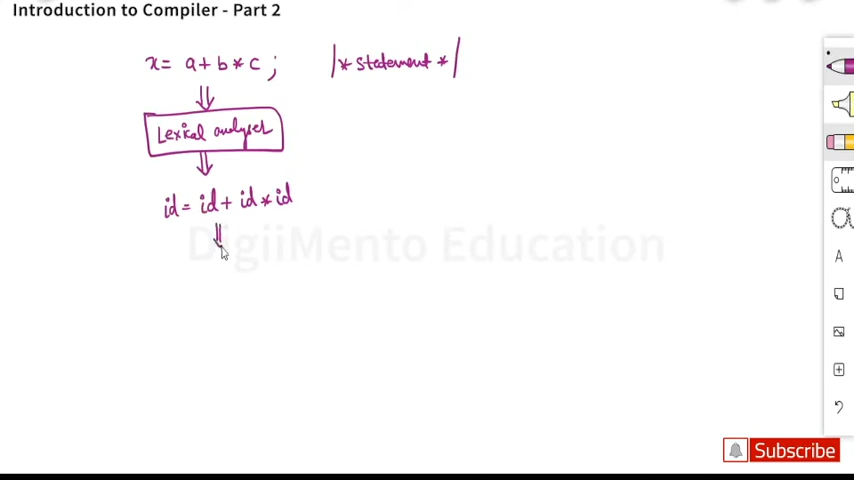 Introduction to Compiler - Part 2
x = a + b * c ; /* statement */
⇓
Lexical analyser
⇓
id = id + id * id
⇓
DigiiMento Education
A
Subscribe